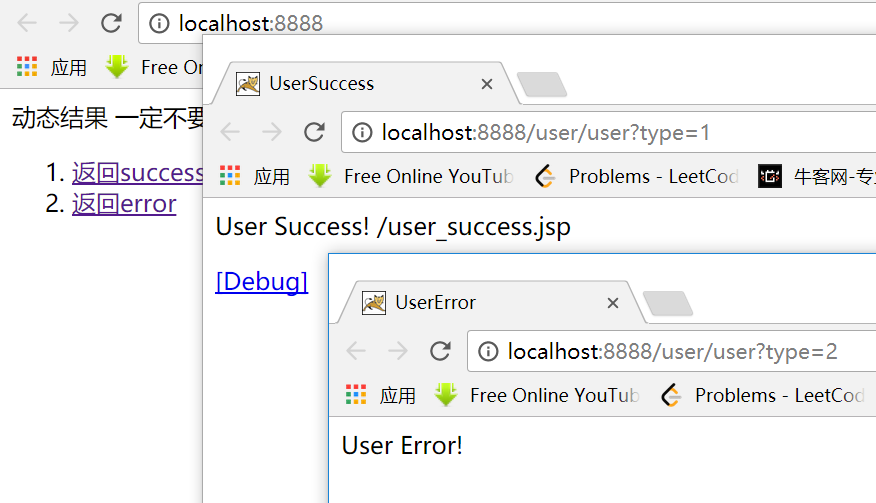 localhost:8888
应用 Free On
动态结果 一定不要
1. 返回success
2. 返回error
UserSuccess
localhost:8888/user/user?type=1
应用 Free Online YouTub Problems - LeetCod 牛客网-专业
User Success! /user_success.jsp
[Debug]
UserError
localhost:8888/user/user?type=2
应用 Free Online YouTub Problems - LeetCod
User Error!